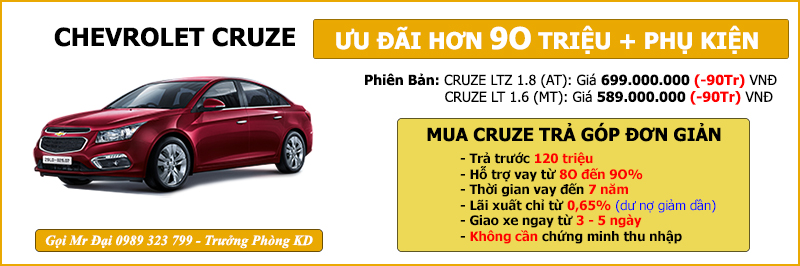 CHEVROLET CRUZE
ƯU ĐÃI HƠN 90 TRIỆU + PHỤ KIỆN
Phiên Bản: CRUZE LTZ 1.8 (AT): Giá 699.000.000 (-90Tr) VNĐ
CRUZE LT 1.6 (MT): Giá 589.000.000 (-90Tr) VNĐ
MUA CRUZE TRẢ GÓP ĐƠN GIẢN
- Trả trước 120 triệu
- Hỗ trợ vay từ 80 đến 90%
- Thời gian vay đến 7 năm
- Lãi xuất chỉ từ 0,65% (dư nợ giảm dần)
- Giao xe ngay từ 3 - 5 ngày
- Không cần chứng minh thu nhập
Gọi Mr Đại 0989 323 799 - Trưởng Phòng KD